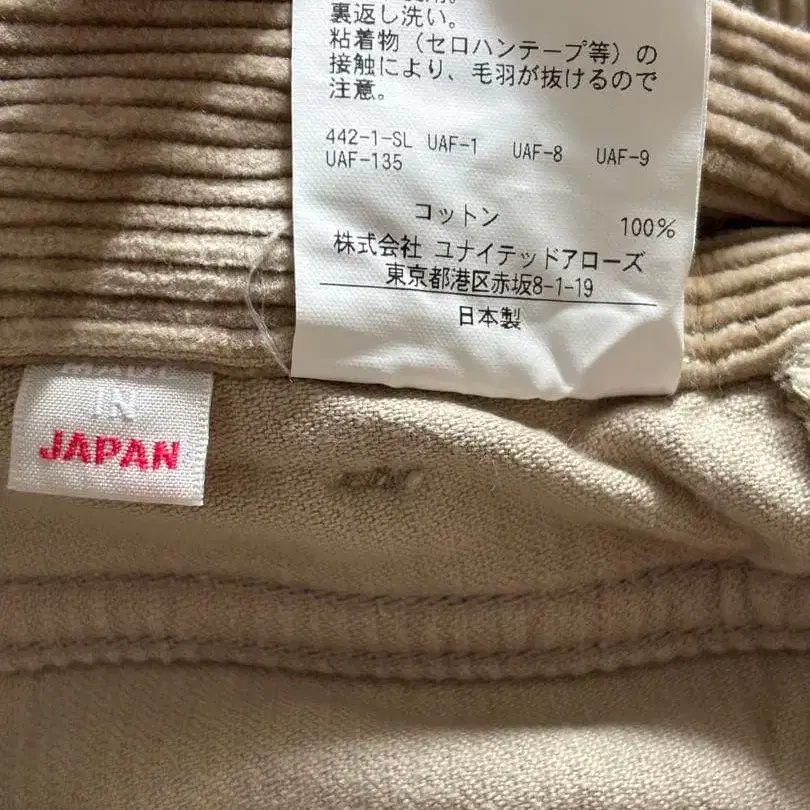 裏返し洗い。
粘着物（セロハンテープ等）の
接触により、毛羽が抜けるので
注意。
442-1-SL UAF-1 UAF-8 UAF-9
UAF-135
コットン 100%
株式会社 ユナイテッドアローズ
東京都港区赤坂8-1-19
日本製
IN
JAPAN